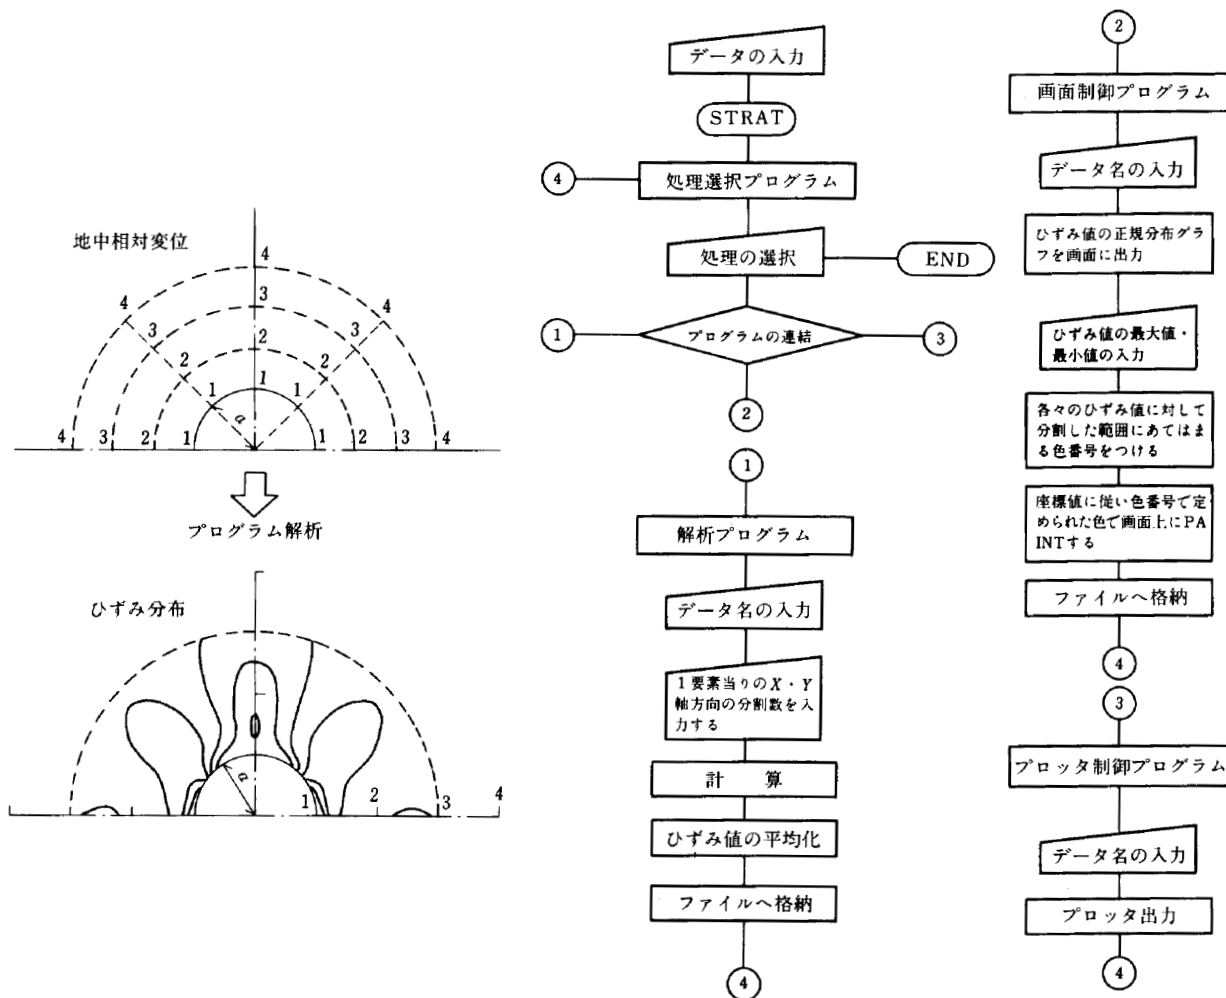 地中相対変位
4
4
4
3
3
3
2
2
2
1
1
1
a
4
3
2
1
1
2
3
4
プログラム解析
ひずみ分布
a
1
2
3
4
データの入力
STRAT
4
処理選択プログラム
処理の選択
END
1
プログラムの連結
3
2
1
解析プログラム
データ名の入力
1要素当りのX・Y
軸方向の分割数を入
力する
計 算
ひずみ値の平均化
ファイルへ格納
4
2
画面制御プログラム
データ名の入力
ひずみ値の正規分布グラ
フを画面に出力
ひずみ値の最大値・
最小値の入力
各々のひずみ値に対して
分割した範囲にあてはま
る色番号をつける
座標値に従い色番号で定
められた色で画面上にPA
INTする
ファイルへ格納
4
3
プロッタ制御プログラム
データ名の入力
プロッタ出力
4